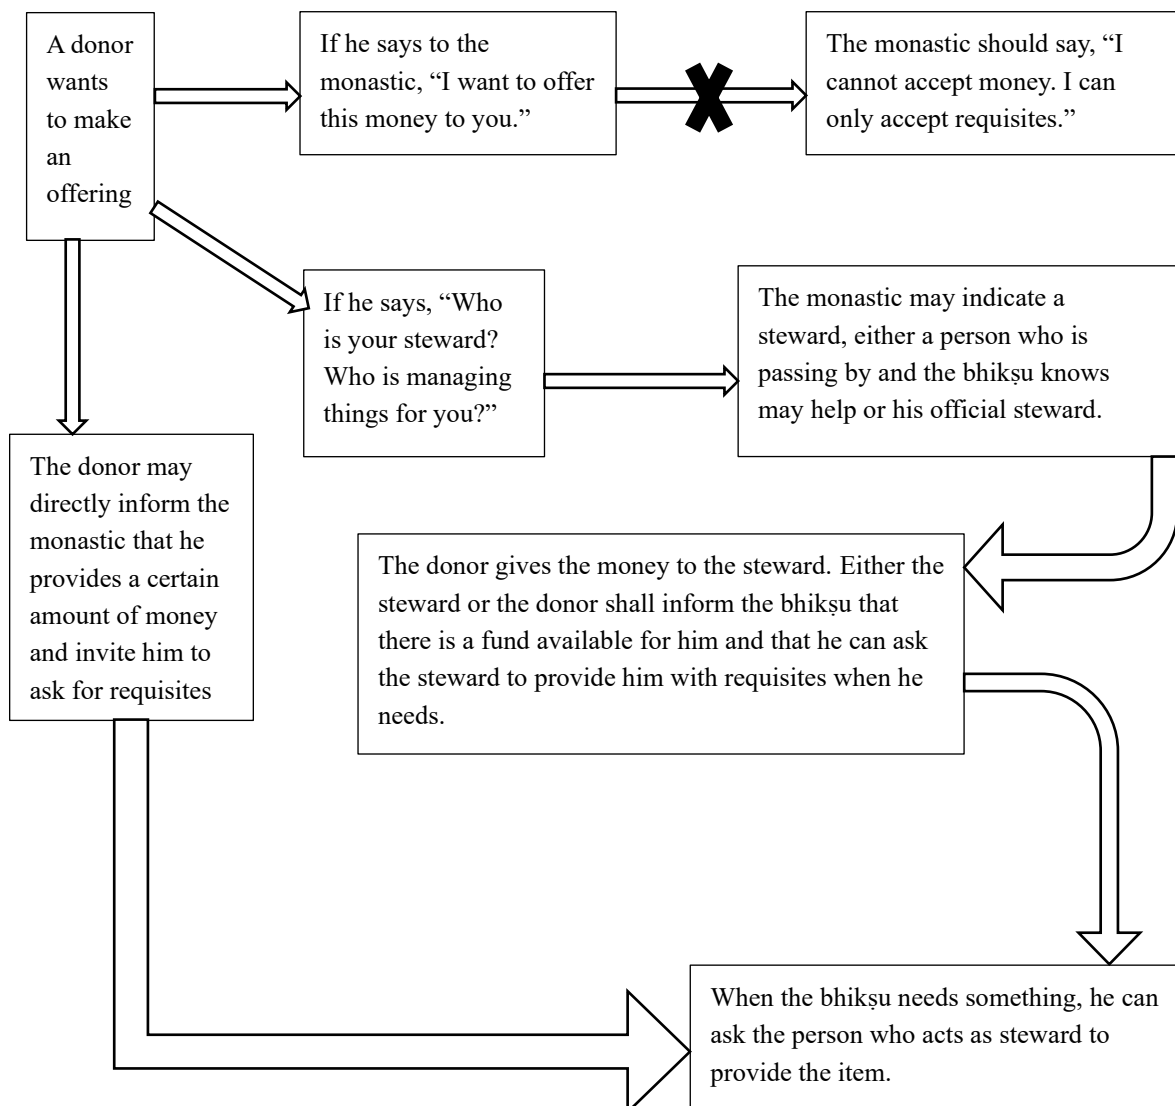 A donor
wants
to make
an
offering
If he says to the
monastic, “I want to offer
this money to you.”
The monastic should say, “I
cannot accept money. I can
only accept requisites.”
If he says, “Who
is your steward?
Who is managing
things for you?”
The monastic may indicate a
steward, either a person who is
passing by and the bhikṣu knows
may help or his official steward.
The donor may
directly inform the
monastic that he
provides a certain
amount of money
and invite him to
ask for requisites
The donor gives the money to the steward. Either the
steward or the donor shall inform the bhikṣu that
there is a fund available for him and that he can ask
the steward to provide him with requisites when he
needs.
When the bhikṣu needs something, he can
ask the person who acts as steward to
provide the item.